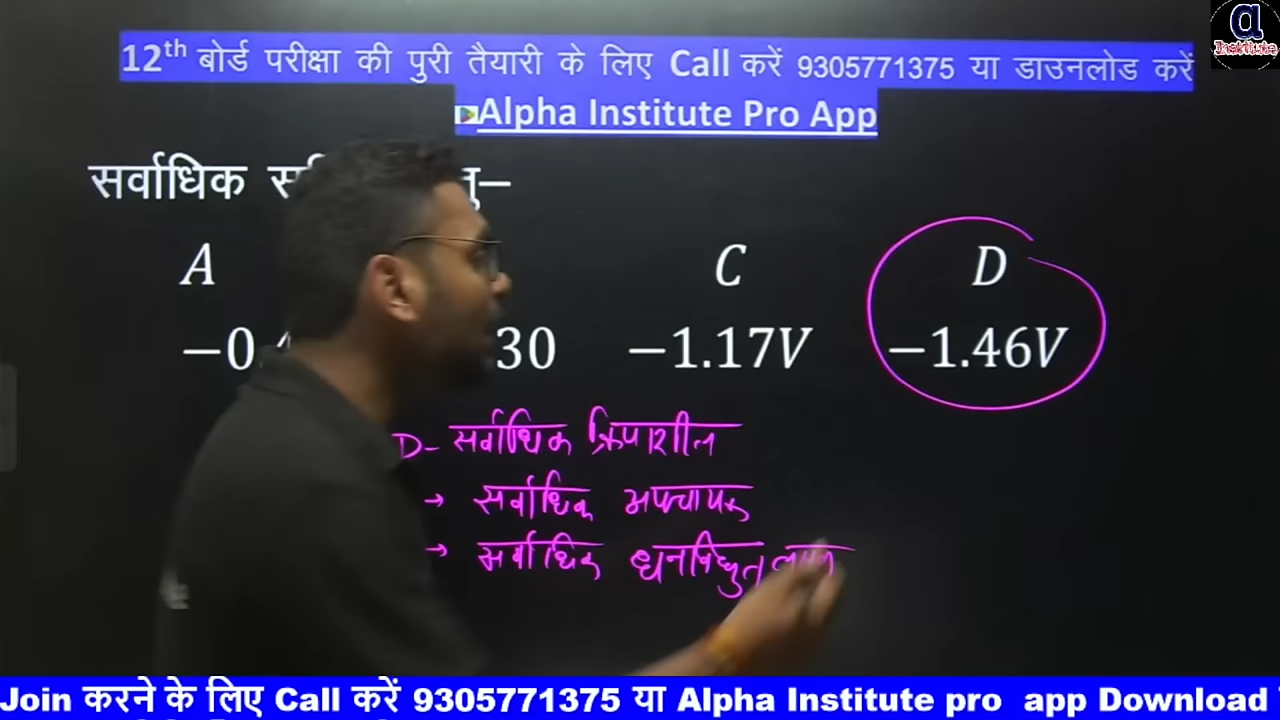 α
Institute
12th बोर्ड परीक्षा की पुरी तैयारी के लिए Call करें 9305771375 या डाउनलोड करें
Alpha Institute Pro App
सर्वाधिक
A C D
−0. 30 −1.17V −1.46V
D- सर्वाधिक क्रियाशील
→ सर्वाधिक अपचायक
→ सर्वाधिक धनविद्युत
Join करने के लिए Call करें 9305771375 या Alpha Institute pro app Download